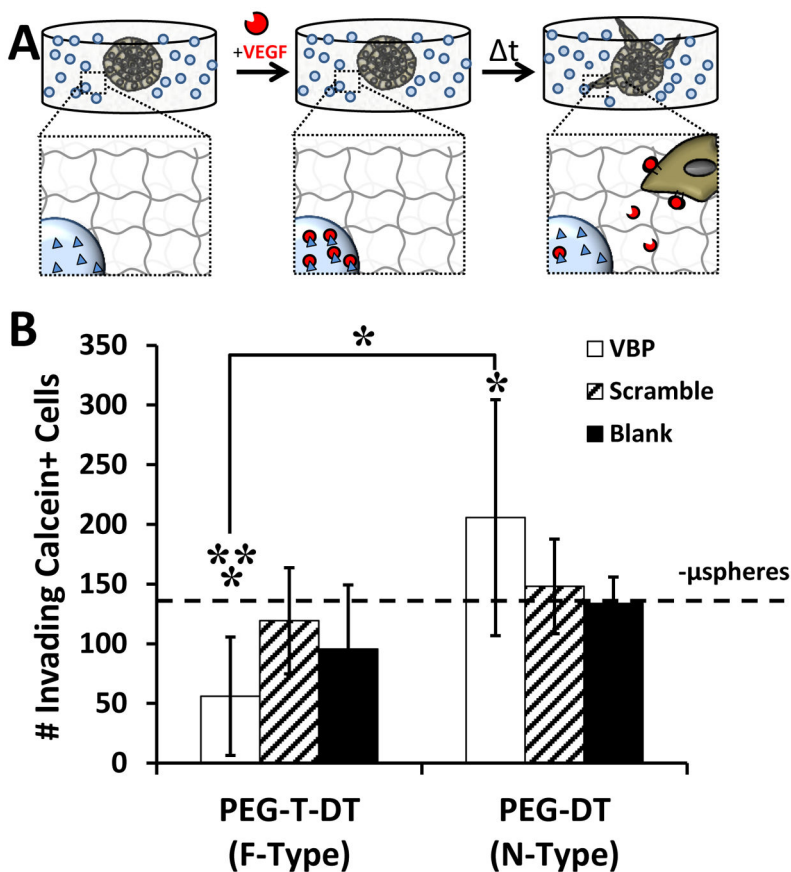 A
+VEGF
Δt
B
# Invading Calcein+ Cells
350
300
250
200
150
100
50
0
*
*
**
*
VBP
Scramble
Blank
-μspheres
PEG-T-DT
(F-Type)
PEG-DT
(N-Type)